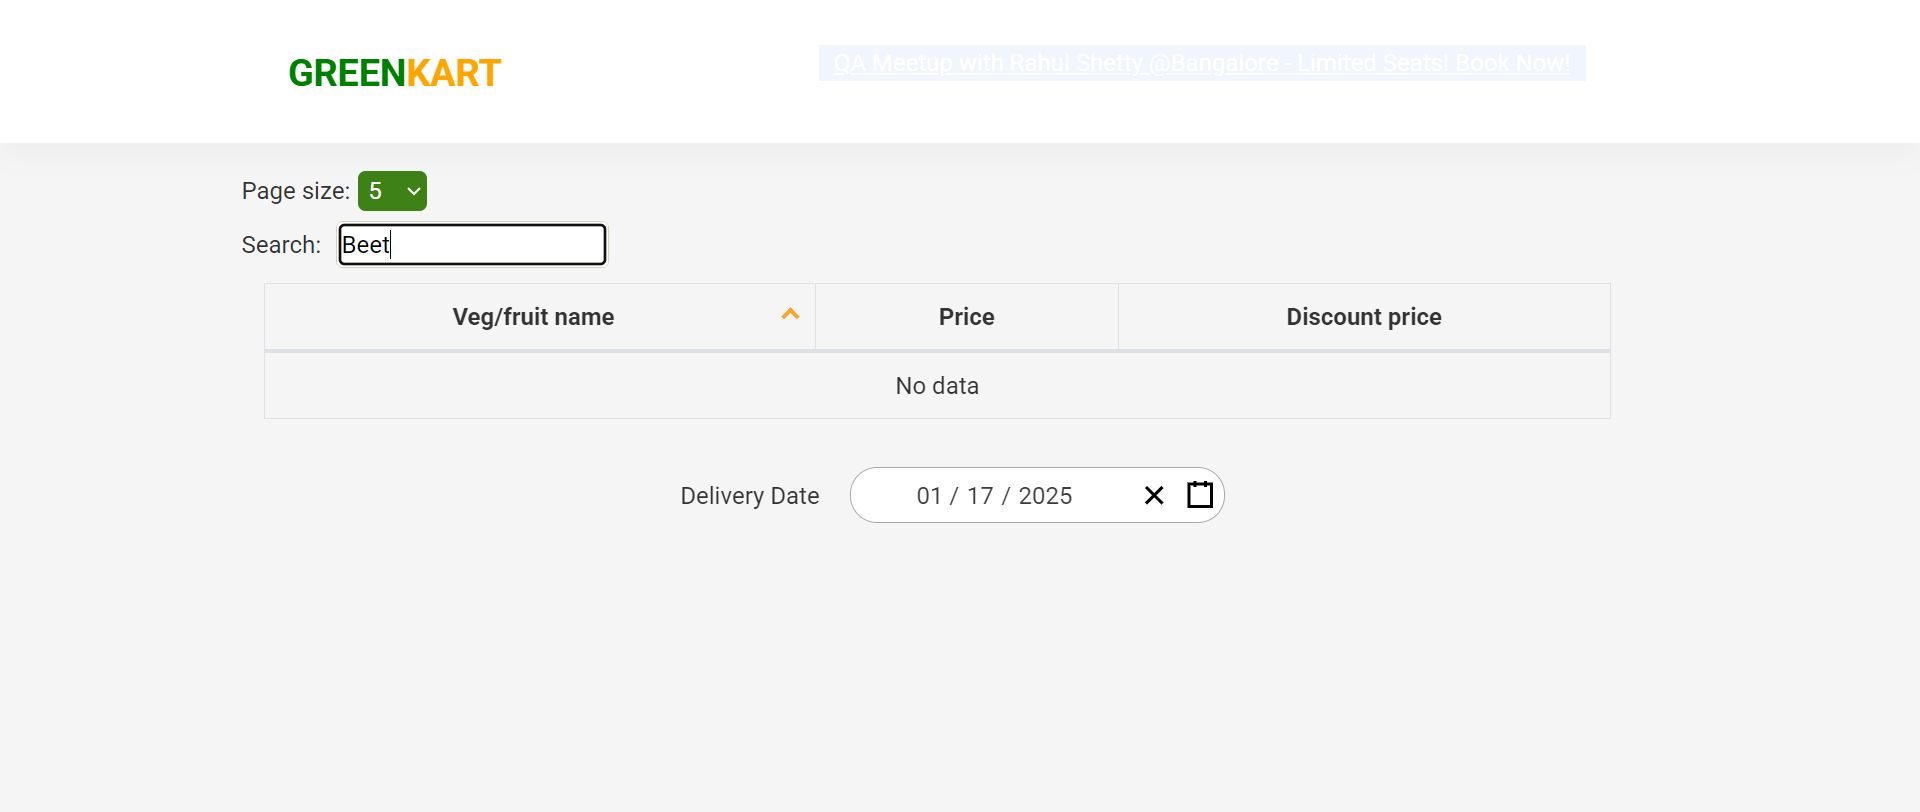 GREENKART
QA Meetup with Rahul Shetty @Bangalore - Limited Seats! Book Now!
Page size: 5
Search: Beet
Veg/fruit name Price Discount price
No data
Delivery Date 01 / 17 / 2025